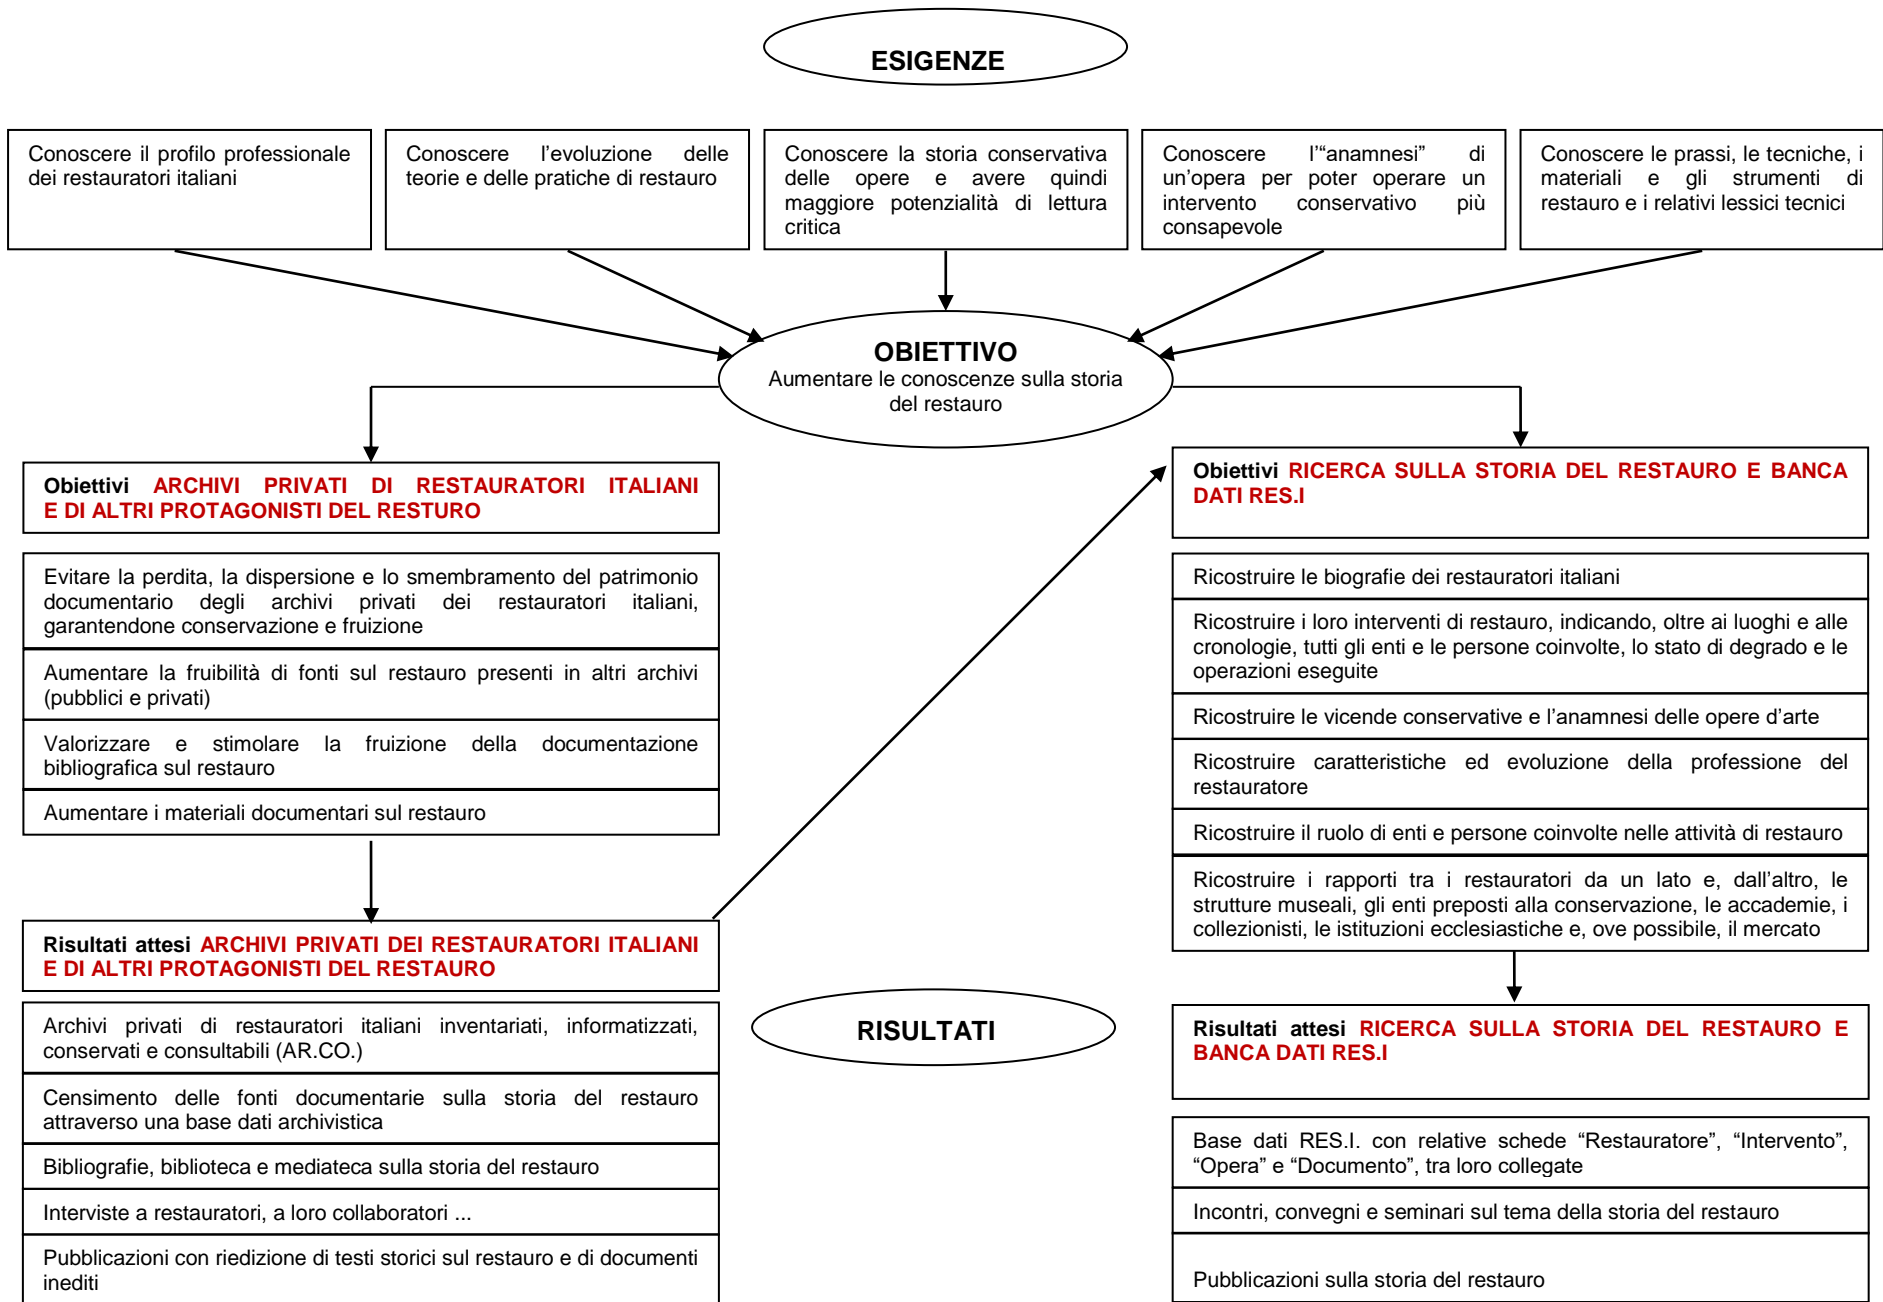 ESIGENZE
Conoscere il profilo professionale
dei restauratori italiani
Conoscere l’evoluzione delle
teorie e delle pratiche di restauro
Conoscere la storia conservativa
delle opere e avere quindi
maggiore potenzialità di lettura
critica
Conoscere l’“anamnesi” di
un’opera per poter operare un
intervento conservativo più
consapevole
Conoscere le prassi, le tecniche, i
materiali e gli strumenti di
restauro e i relativi lessici tecnici
OBIETTIVO
Aumentare le conoscenze sulla storia
del restauro
Obiettivi ARCHIVI PRIVATI DI RESTAURATORI ITALIANI
E DI ALTRI PROTAGONISTI DEL RESTURO
Evitare la perdita, la dispersione e lo smembramento del patrimonio
documentario degli archivi privati dei restauratori italiani,
garantendone conservazione e fruizione
Aumentare la fruibilità di fonti sul restauro presenti in altri archivi
(pubblici e privati)
Valorizzare e stimolare la fruizione della documentazione
bibliografica sul restauro
Aumentare i materiali documentari sul restauro
Risultati attesi ARCHIVI PRIVATI DEI RESTAURATORI ITALIANI
E DI ALTRI PROTAGONISTI DEL RESTAURO
Archivi privati di restauratori italiani inventariati, informatizzati,
conservati e consultabili (AR.CO.)
Censimento delle fonti documentarie sulla storia del restauro
attraverso una base dati archivistica
Bibliografie, biblioteca e mediateca sulla storia del restauro
Interviste a restauratori, a loro collaboratori ...
Pubblicazioni con riedizione di testi storici sul restauro e di documenti
inediti
RISULTATI
Obiettivi RICERCA SULLA STORIA DEL RESTAURO E BANCA
DATI RES.I
Ricostruire le biografie dei restauratori italiani
Ricostruire i loro interventi di restauro, indicando, oltre ai luoghi e alle
cronologie, tutti gli enti e le persone coinvolte, lo stato di degrado e le
operazioni eseguite
Ricostruire le vicende conservative e l’anamnesi delle opere d’arte
Ricostruire caratteristiche ed evoluzione della professione del
restauratore
Ricostruire il ruolo di enti e persone coinvolte nelle attività di restauro
Ricostruire i rapporti tra i restauratori da un lato e, dall’altro, le
strutture museali, gli enti preposti alla conservazione, le accademie, i
collezionisti, le istituzioni ecclesiastiche e, ove possibile, il mercato
Risultati attesi RICERCA SULLA STORIA DEL RESTAURO E
BANCA DATI RES.I
Base dati RES.I. con relative schede “Restauratore”, “Intervento”,
“Opera” e “Documento”, tra loro collegate
Incontri, convegni e seminari sul tema della storia del restauro
Pubblicazioni sulla storia del restauro